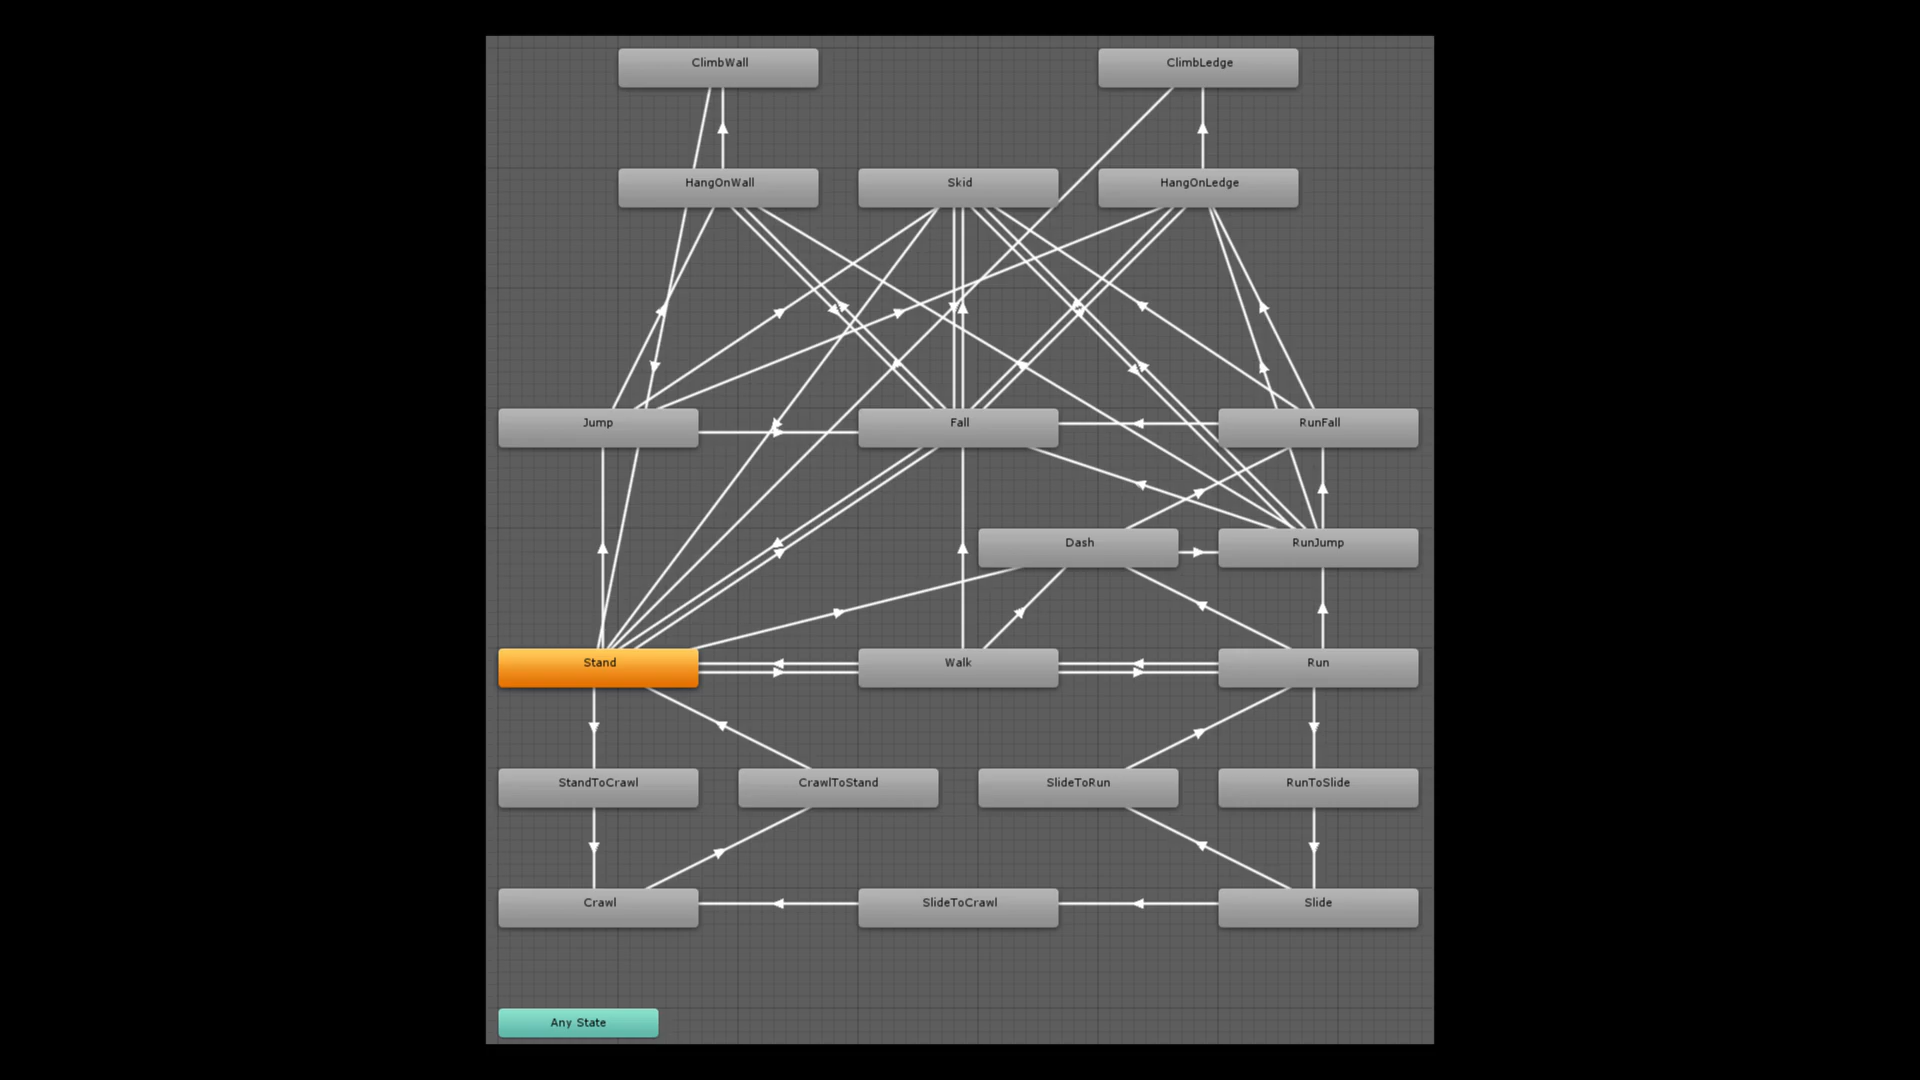 ClimbWall
ClimbLedge
HangOnWall
Skid
HangOnLedge
Jump
Fall
RunFall
Dash
RunJump
Stand
Walk
Run
StandToCrawl
CrawlToStand
SlideToRun
RunToSlide
Crawl
SlideToCrawl
Slide
Any State